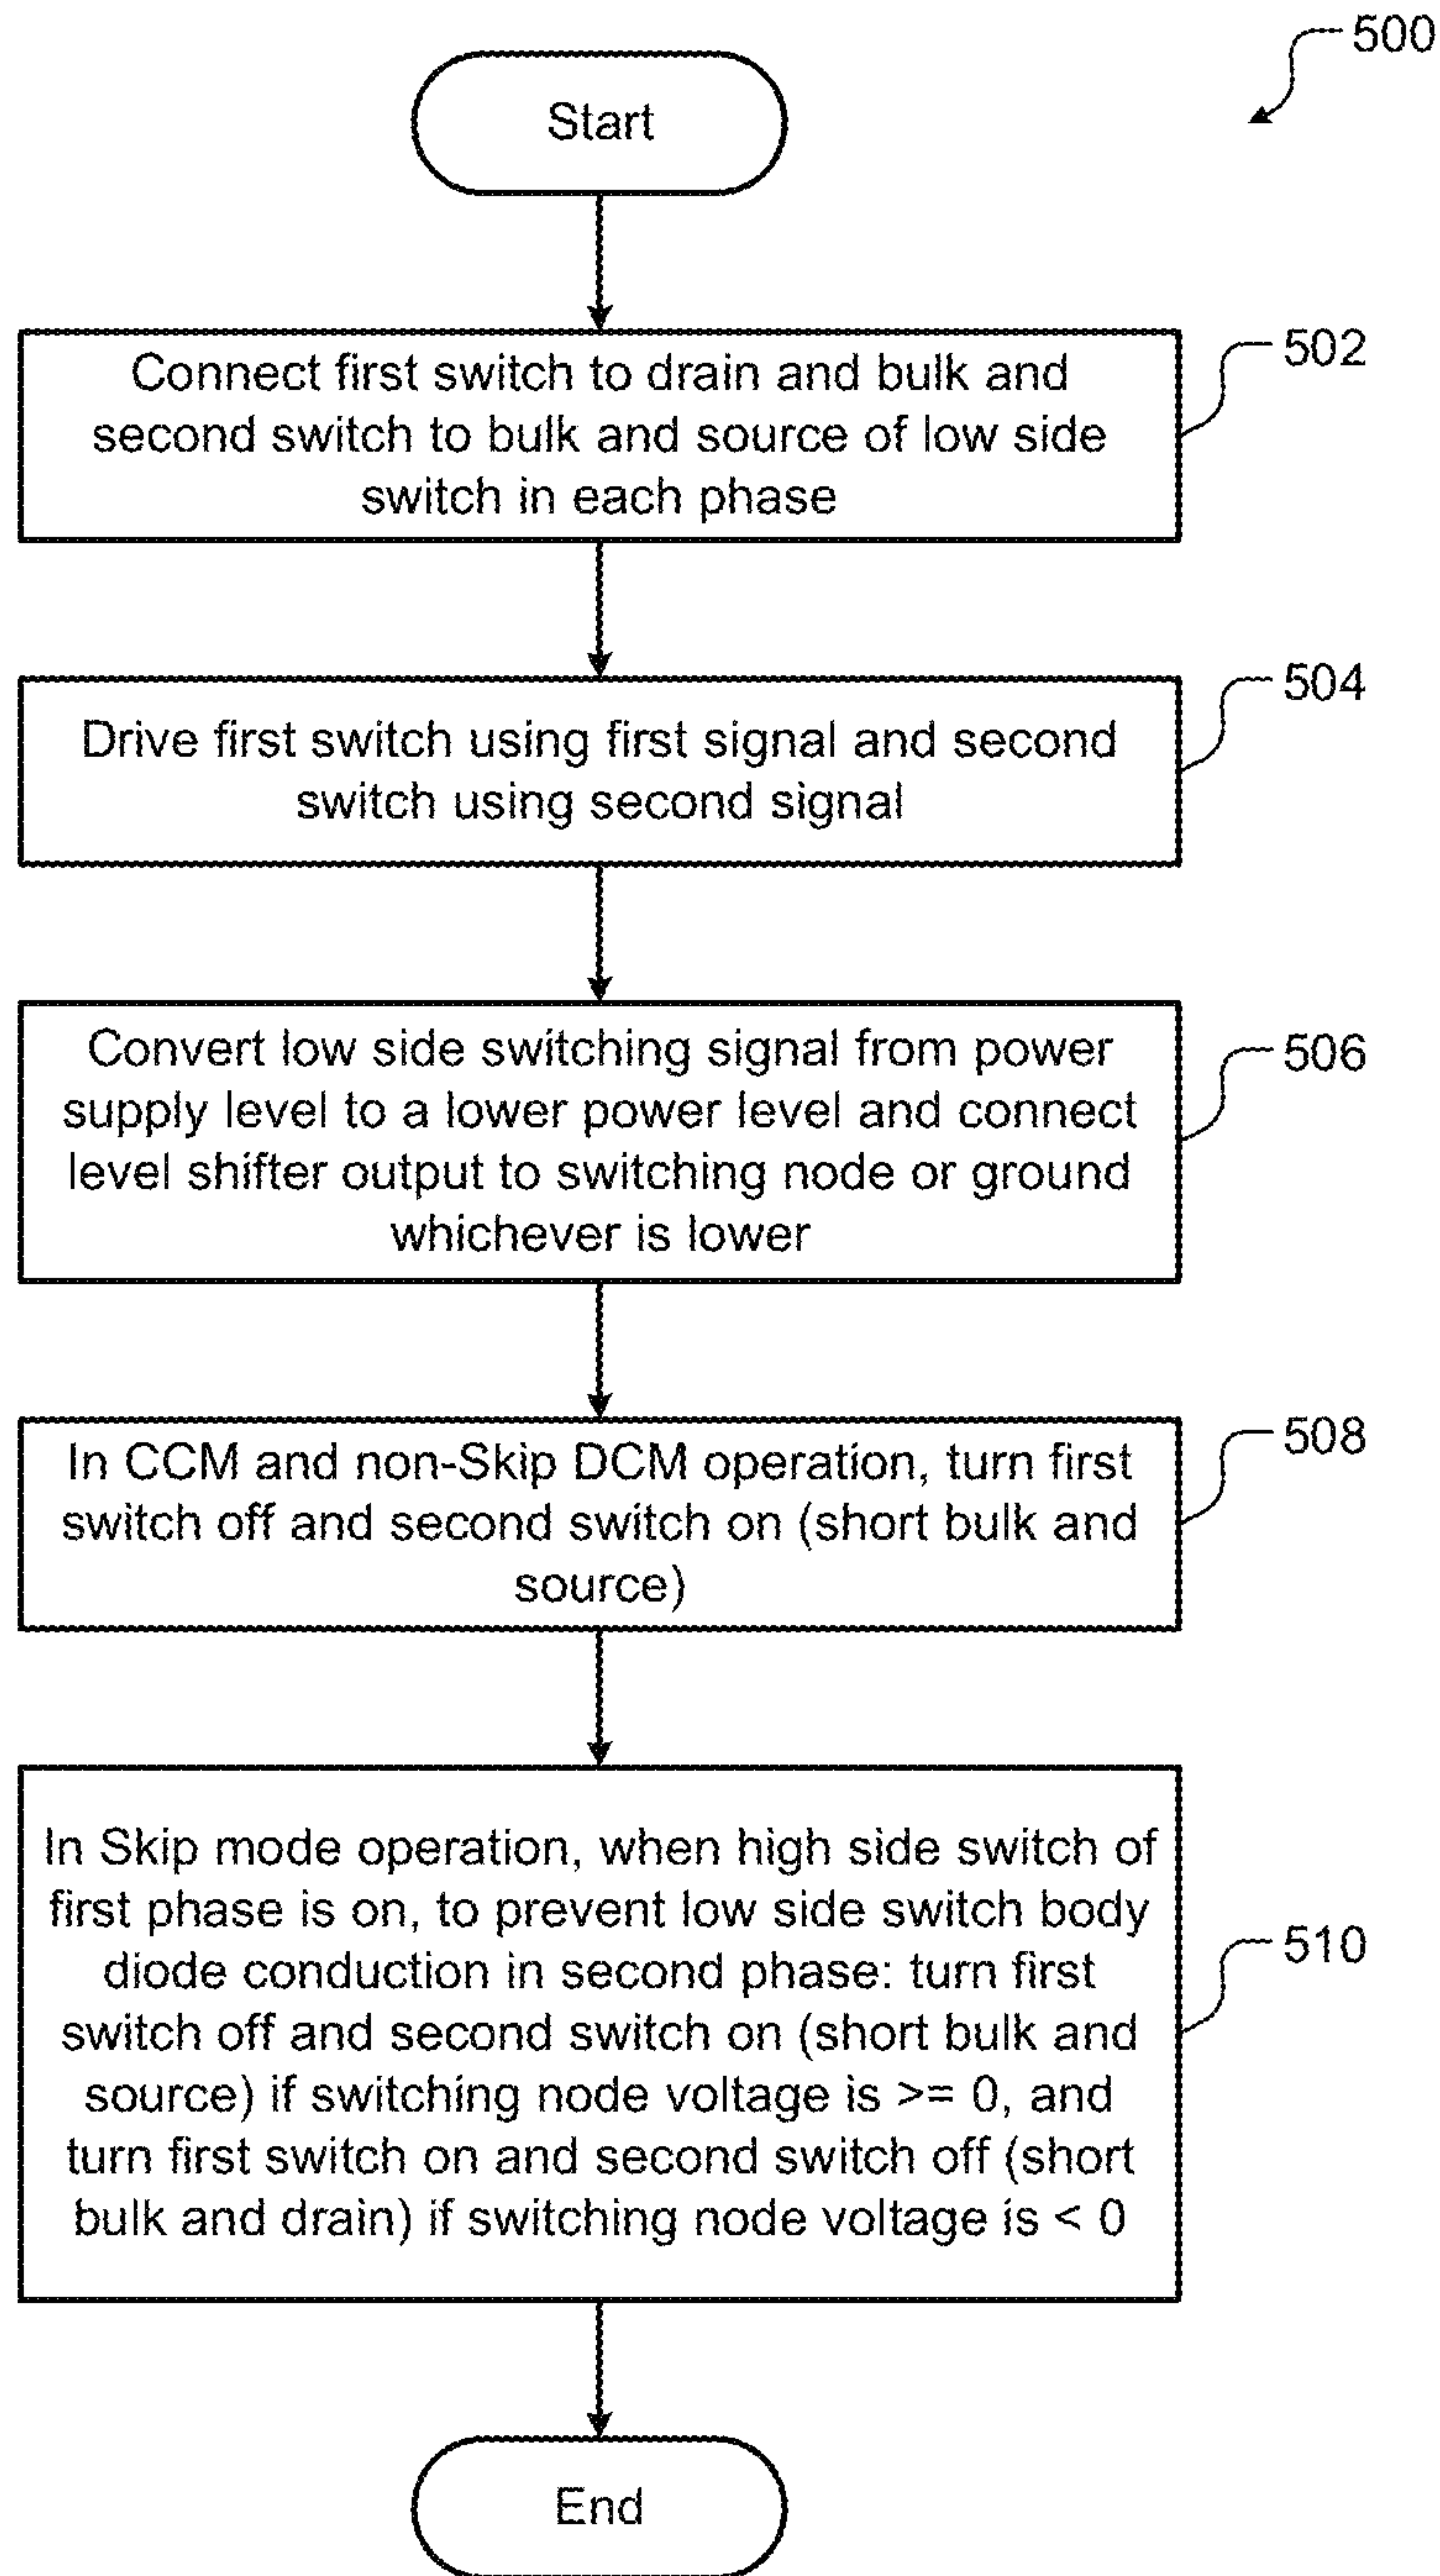 500
Start
Connect first switch to drain and bulk and
second switch to bulk and source of low side
switch in each phase
502
Drive first switch using first signal and second
switch using second signal
504
Convert low side switching signal from power
supply level to a lower power level and connect
level shifter output to switching node or ground
whichever is lower
506
In CCM and non-Skip DCM operation, turn first
switch off and second switch on (short bulk and
source)
508
In Skip mode operation, when high side switch of
first phase is on, to prevent low side switch body
diode conduction in second phase: turn first
switch off and second switch on (short bulk and
source) if switching node voltage is >= 0, and
turn first switch on and second switch off (short
bulk and drain) if switching node voltage is < 0
510
End